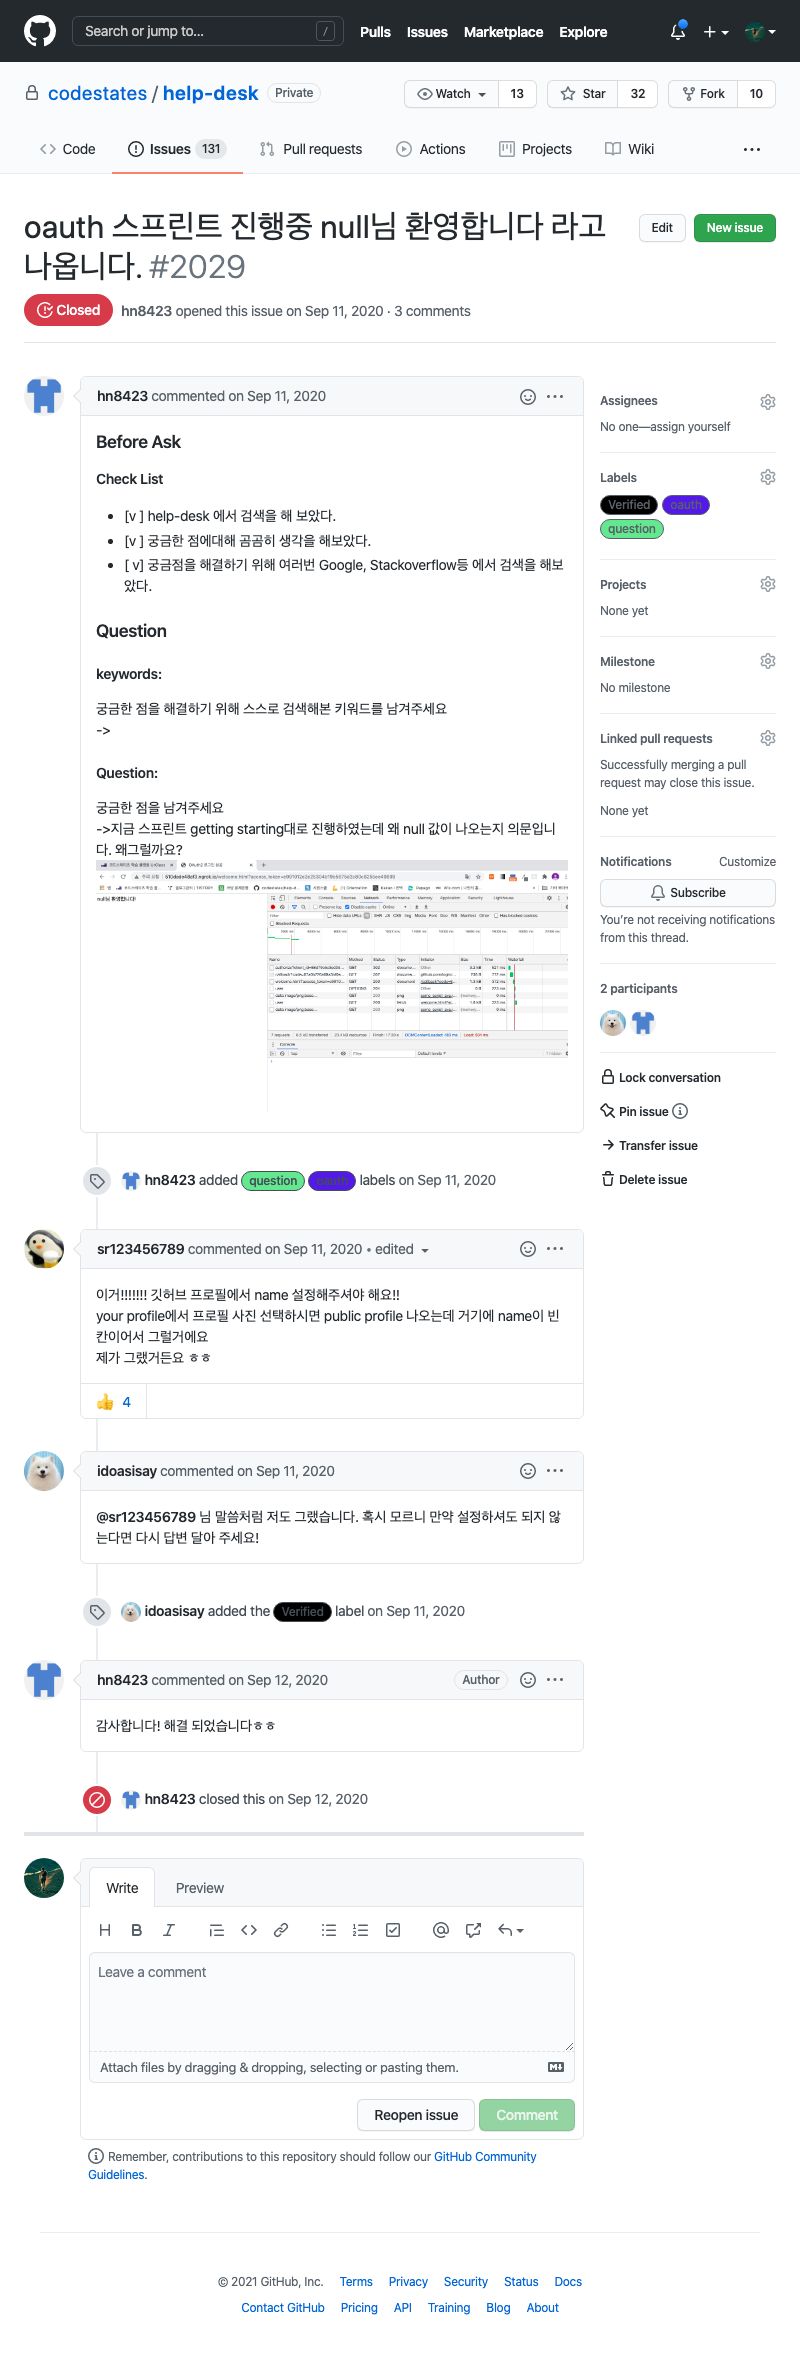 Search or jump to...
/
Pulls Issues Marketplace Explore
codestates / help-desk Private
Watch 13 Star 32 Fork 10
Code Issues 131 Pull requests Actions Projects Wiki
oauth 스프린트 진행중 null님 환영합니다 라고
나옵니다. #2029
Edit New issue
Closed hn8423 opened this issue on Sep 11, 2020 · 3 comments
hn8423 commented on Sep 11, 2020
Before Ask
Check List
[v ] help-desk 에서 검색을 해 보았다.
[v ] 궁금한 점에대해 곰곰히 생각을 해보았다.
[ v] 궁금점을 해결하기 위해 여러번 Google, Stackoverflow등 에서 검색을 해보
았다.
Question
keywords:
궁금한 점을 해결하기 위해 스스로 검색해본 키워드를 남겨주세요
->
Question:
궁금한 점을 남겨주세요
->지금 스프린트 getting starting대로 진행하였는데 왜 null 값이 나오는지 의문입니
다. 왜그럴까요?
null님 환영합니다!
Elements Console Sources Network Performance Memory Application Security Lighthouse
Name Method Status Type Initiator Size Time Waterfall
Console
Assignees
No one—assign yourself
Labels
Verified oauth
question
Projects
None yet
Milestone
No milestone
Linked pull requests
Successfully merging a pull
request may close this issue.
None yet
Notifications Customize
Subscribe
You're not receiving notifications
from this thread.
2 participants
Lock conversation
Pin issue
Transfer issue
Delete issue
hn8423 added question oauth labels on Sep 11, 2020
sr123456789 commented on Sep 11, 2020 • edited
이거!!!!!!! 깃허브 프로필에서 name 설정해주셔야 해요!!
your profile에서 프로필 사진 선택하시면 public profile 나오는데 거기에 name이 빈
칸이어서 그럴거에요
제가 그랬거든요 ㅎㅎ
4
idoasisay commented on Sep 11, 2020
@sr123456789 님 말씀처럼 저도 그랬습니다. 혹시 모르니 만약 설정하셔도 되지 않
는다면 다시 답변 달아 주세요!
idoasisay added the Verified label on Sep 11, 2020
hn8423 commented on Sep 12, 2020 Author
감사합니다! 해결 되었습니다ㅎㅎ
hn8423 closed this on Sep 12, 2020
Write Preview
H B I
Leave a comment
Attach files by dragging & dropping, selecting or pasting them.
Reopen issue Comment
Remember, contributions to this repository should follow our GitHub Community
Guidelines.
© 2021 GitHub, Inc. Terms Privacy Security Status Docs
Contact GitHub Pricing API Training Blog About